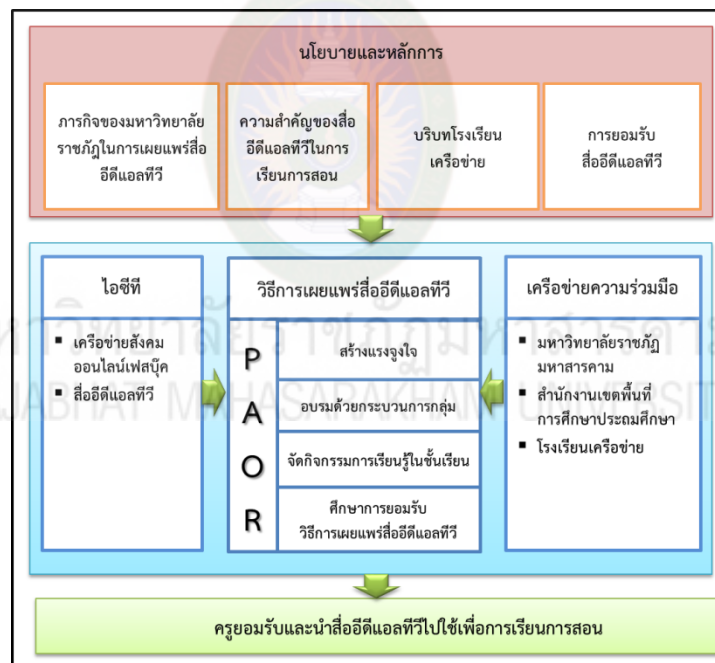 นโยบายและหลักการ
ภารกิจของมหาวิทยาลัย
ราชภัฏในการเผยแพร่สื่อ
อีดีแอลทีวี
ความสำคัญของสื่อ
อีดีแอลทีวีในการ
เรียนการสอน
บริบทโรงเรียน
เครือข่าย
การยอมรับ
สื่ออีดีแอลทีวี
ไอซีที
▪ เครือข่ายสังคม
ออนไลน์เฟสบุ๊ค
▪ สื่ออีดีแอลทีวี
วิธีการเผยแพร่สื่ออีดีแอลทีวี
P
A
O
R
สร้างแรงจูงใจ
อบรมด้วยกระบวนการกลุ่ม
จัดกิจกรรมการเรียนรู้ในชั้นเรียน
ศึกษาการยอมรับ
วิธีการเผยแพร่สื่ออีดีแอลทีวี
เครือข่ายความร่วมมือ
▪ มหาวิทยาลัยราชภัฏ
มหาสารคาม
▪ สำนักงานเขตพื้นที่
การศึกษาประถมศึกษา
▪ โรงเรียนเครือข่าย
ครูยอมรับและนำสื่ออีดีแอลทีวีไปใช้เพื่อการเรียนการสอน